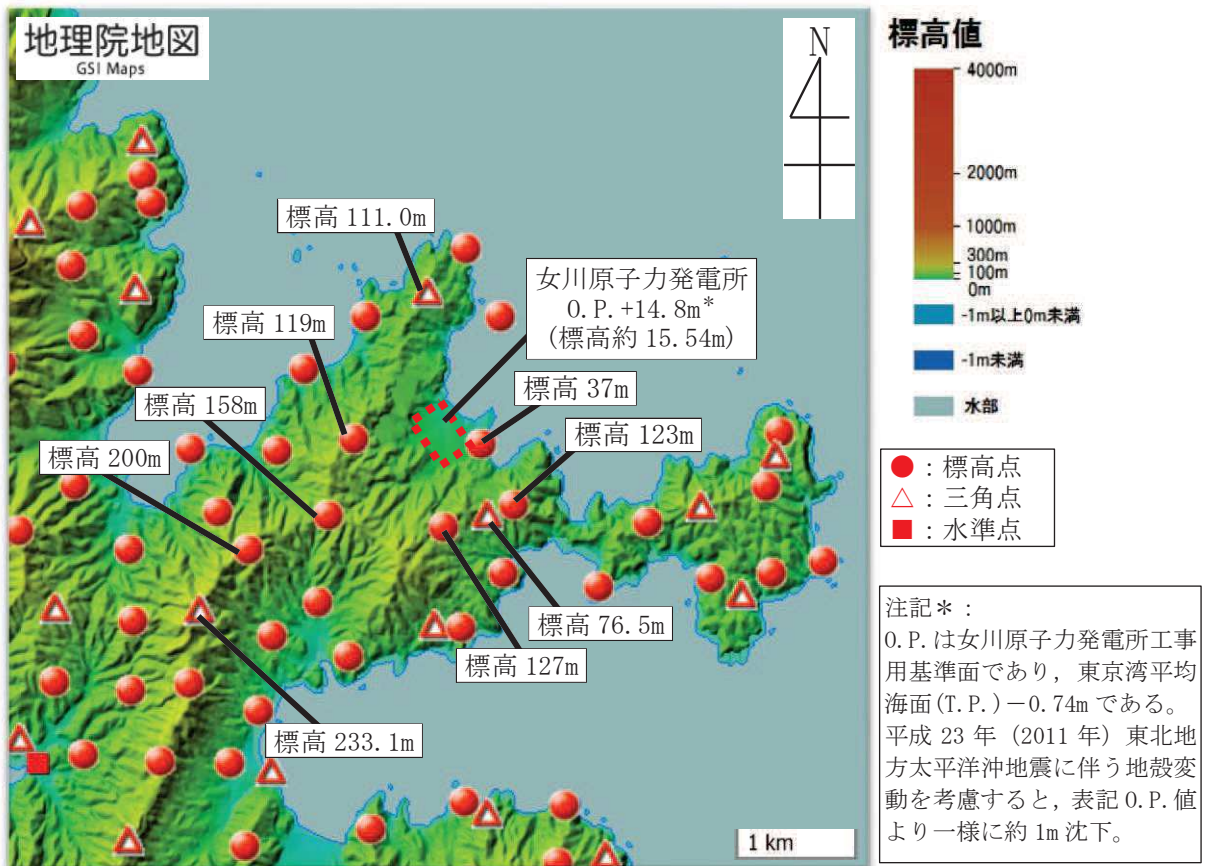 地理院地図
GSI Maps
N
標高 111.0m
女川原子力発電所
O.P.+14.8m*
(標高約 15.54m)
標高 119m
標高 37m
標高 158m
標高 123m
標高 200m
標高 76.5m
標高 127m
標高 233.1m
1 km
標高値
4000m
2000m
1000m
300m
100m
0m
-1m以上0m未満
-1m未満
水部
：標高点
：三角点
：水準点
注記＊：
O.P.は女川原子力発電所工事
用基準面であり，東京湾平均
海面(T.P.)－0.74m である。
平成 23 年（2011 年）東北地
方太平洋沖地震に伴う地殻変
動を考慮すると，表記 O.P.値
より一様に約 1m 沈下。